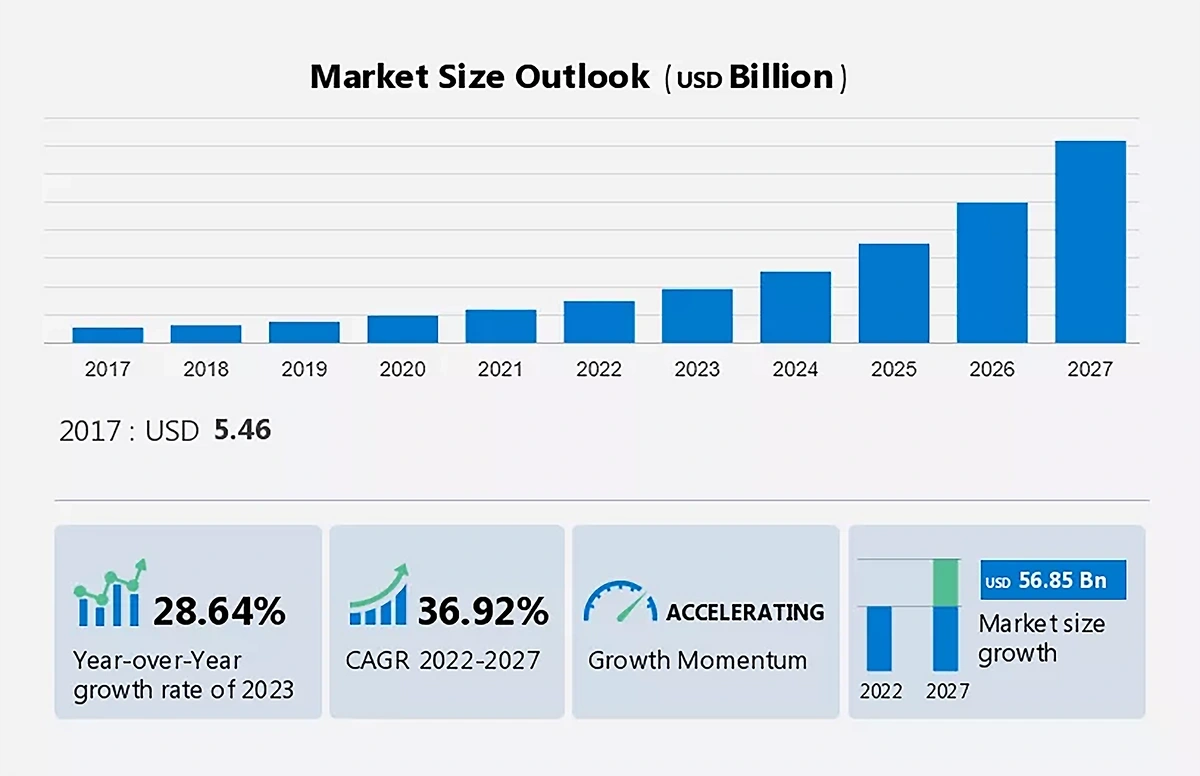 Market Size Outlook (USD Billion)
2017 2018 2019 2020 2021 2022 2023 2024 2025 2026 2027
2017 : USD 5.46
28.64%
Year-over-Year
growth rate of 2023
36.92%
CAGR 2022-2027
ACCELERATING
Growth Momentum
2022 2027
USD 56.85 Bn
Market size
growth